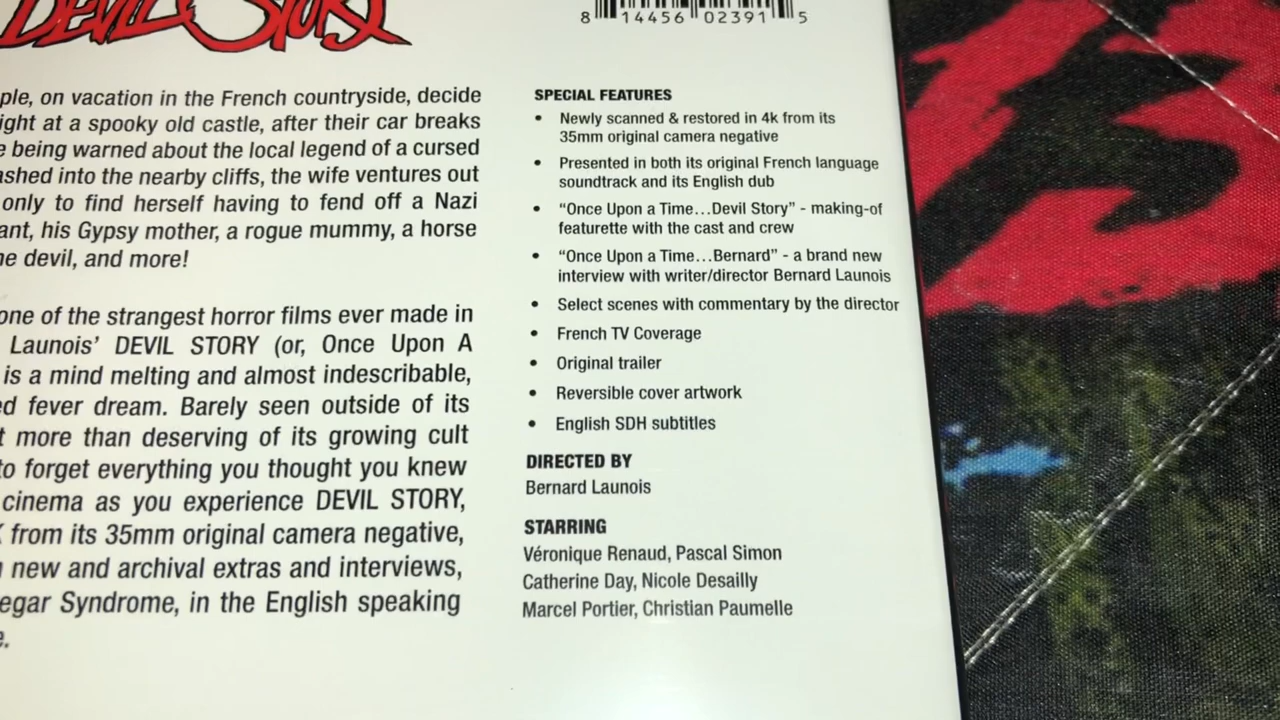 DEVIL STORY
8 14456 02391 5
on vacation in the French countryside, decide
at a spooky old castle, after their car breaks
being warned about the local legend of a cursed
into the nearby cliffs, the wife ventures out
only to find herself having to fend off a Nazi
his Gypsy mother, a rogue mummy, a horse
devil, and more!
one of the strangest horror films ever made in
Launois' DEVIL STORY (or, Once Upon A
is a mind melting and almost indescribable,
fever dream. Barely seen outside of its
more than deserving of its growing cult
to forget everything you thought you knew
cinema as you experience DEVIL STORY,
from its 35mm original camera negative,
new and archival extras and interviews,
Syndrome, in the English speaking
SPECIAL FEATURES
• Newly scanned & restored in 4k from its
35mm original camera negative
• Presented in both its original French language
soundtrack and its English dub
• “Once Upon a Time...Devil Story” - making-of
featurette with the cast and crew
• “Once Upon a Time...Bernard” - a brand new
interview with writer/director Bernard Launois
• Select scenes with commentary by the director
• French TV Coverage
• Original trailer
• Reversible cover artwork
• English SDH subtitles
DIRECTED BY
Bernard Launois
STARRING
Véronique Renaud, Pascal Simon
Catherine Day, Nicole Desailly
Marcel Portier, Christian Paumelle